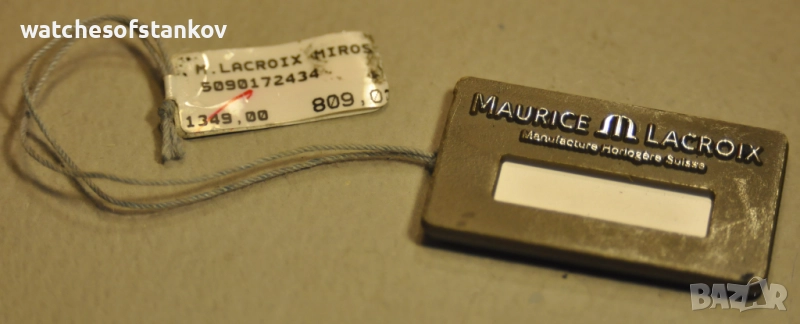 watchesofstankov
M.LACROIX MIROS
5090172434
1349,00 809,0
MAURICE LACROIX
Manufacture Horlogère Suisse
BAZAR